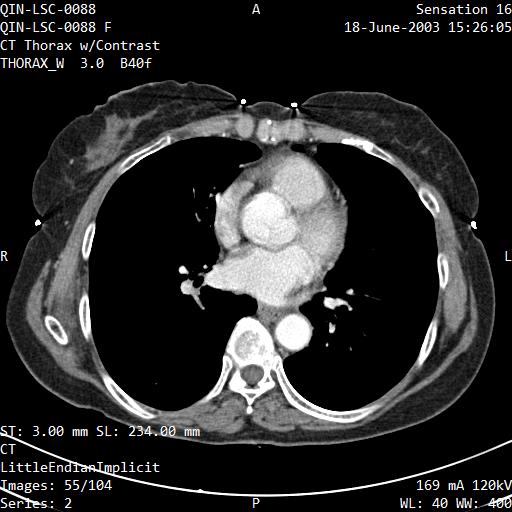 QIN-LSC-0088
A
Sensation 16
QIN-LSC-0088 F
18-June-2003 15:26:05
CT Thorax w/Contrast
THORAX_W 3.0 B40f
R
L
ST: 3.00 mm SL: 234.00 mm
CT
LittleEndianImplicit
Images: 55/104
169 mA 120kV
Series: 2
P
WL: 40 WW: 400